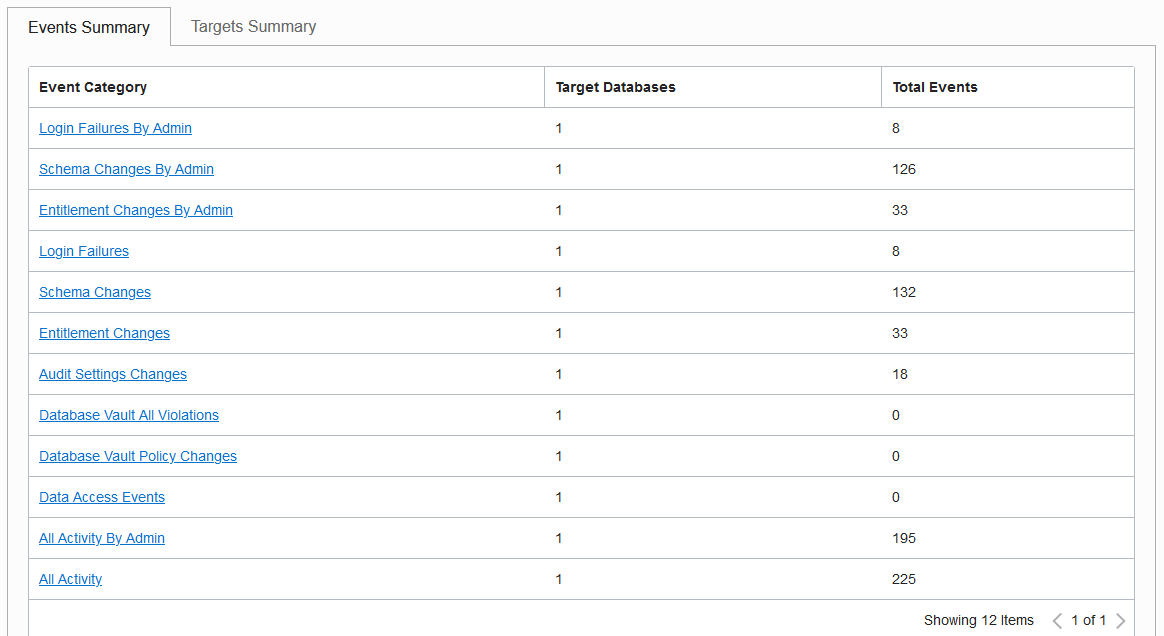 Events Summary Targets Summary
Event Category Target Databases Total Events
Login Failures By Admin 1 8
Schema Changes By Admin 1 126
Entitlement Changes By Admin 1 33
Login Failures 1 8
Schema Changes 1 132
Entitlement Changes 1 33
Audit Settings Changes 1 18
Database Vault All Violations 1 0
Database Vault Policy Changes 1 0
Data Access Events 1 0
All Activity By Admin 1 195
All Activity 1 225
Showing 12 Items 1 of 1